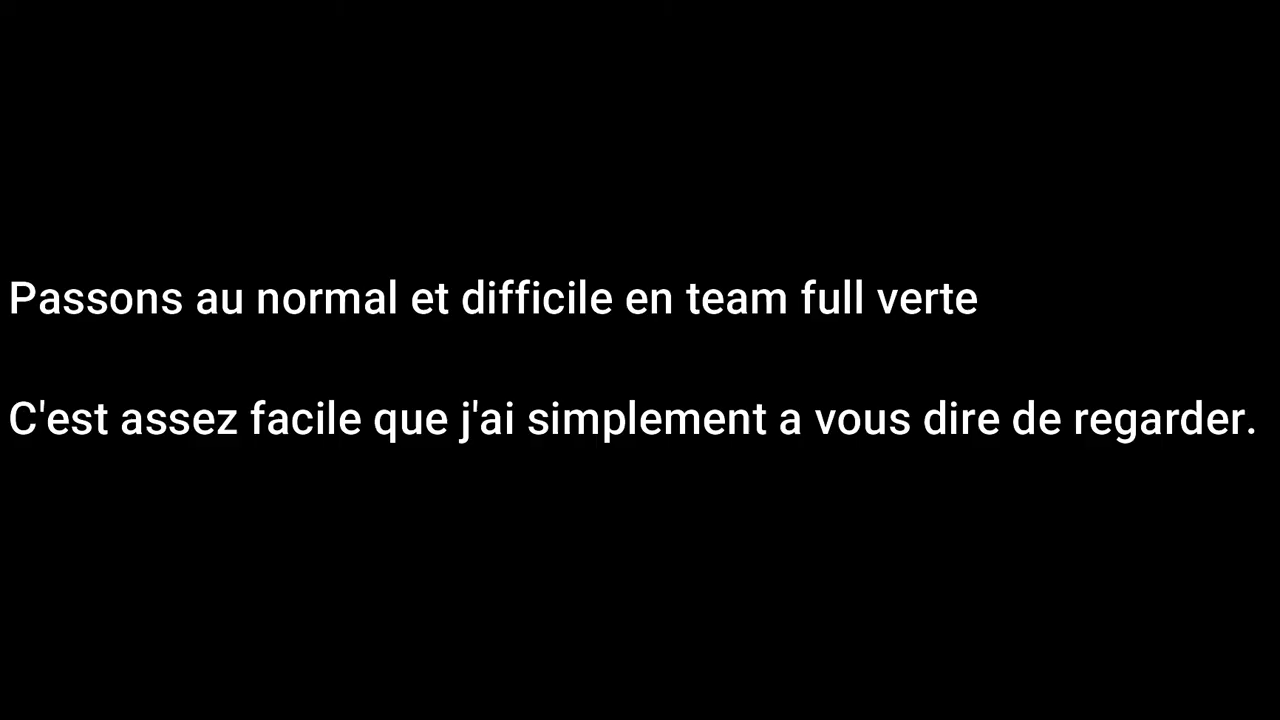 Passons au normal et difficile en team full verte
C'est assez facile que j'ai simplement a vous dire de regarder.